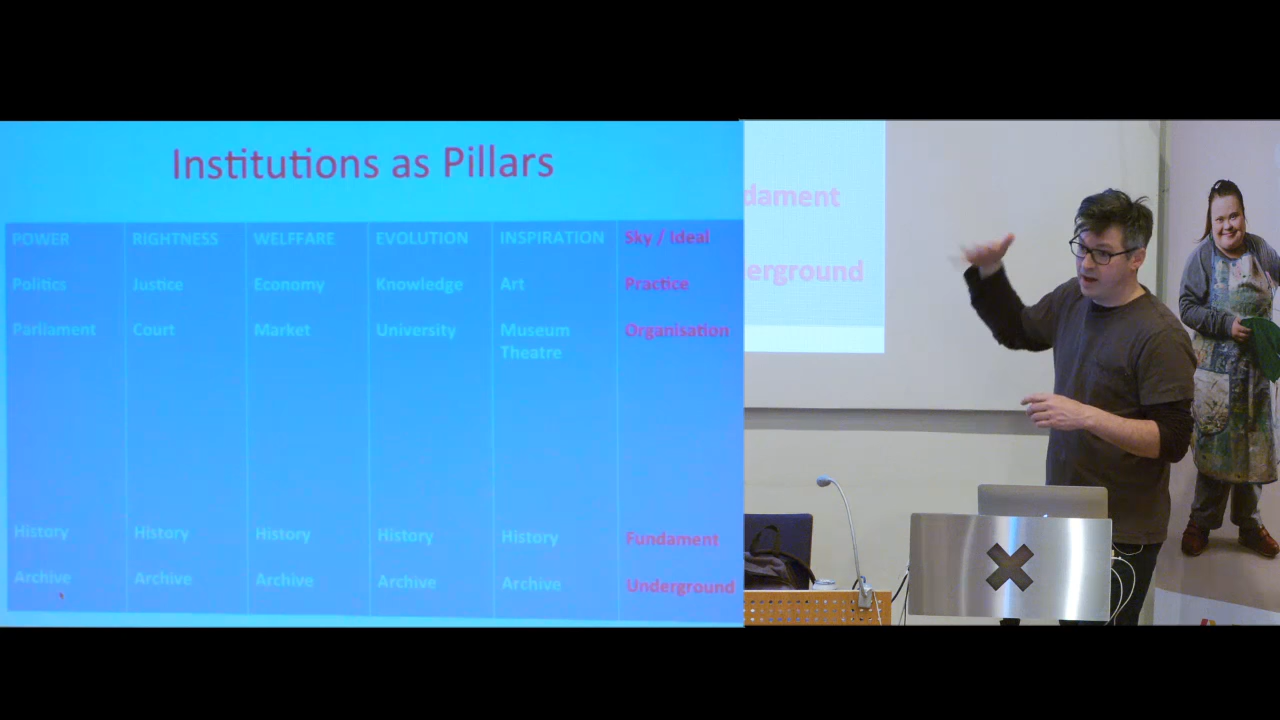 Institutions as Pillars
POWER RIGHTNESS WELFFARE EVOLUTION INSPIRATION Sky / Ideal
Politics Justice Economy Knowledge Art Practice
Parliament Court Market University Museum Organisation
Theatre
History History History History History Fundament
Archive Archive Archive Archive Archive Underground
dament
erground